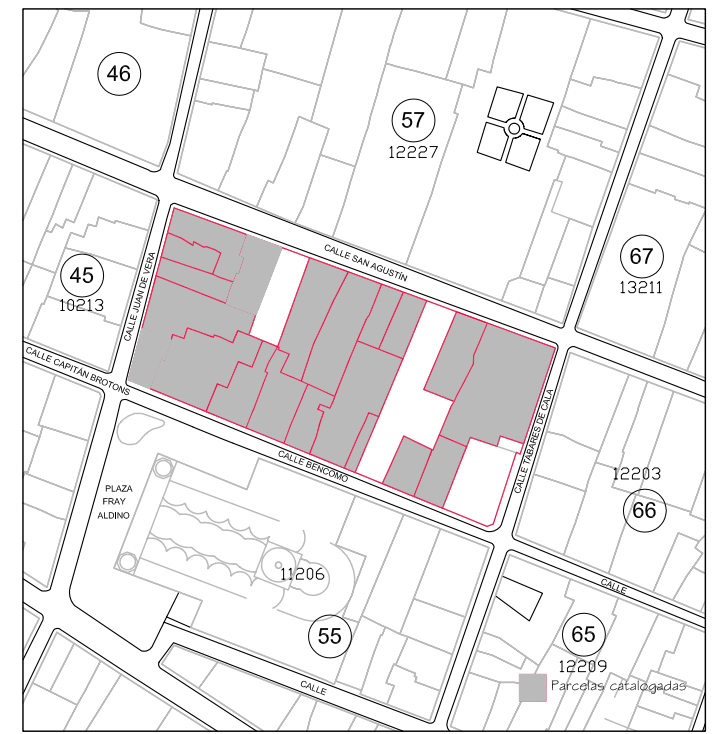 46
57
12227
CALLE SAN AGUSTÍN
67
13211
45
10213
CALLE JUAN DE VERA
CALLE CAPITÁN BROTONS
CALLE BENCOMO
CALLE TABARES DE CALA
PLAZA
FRAY
ALDINO
12203
66
11206
CALLE
55
65
12209
CALLE
Parcelas catalogadas